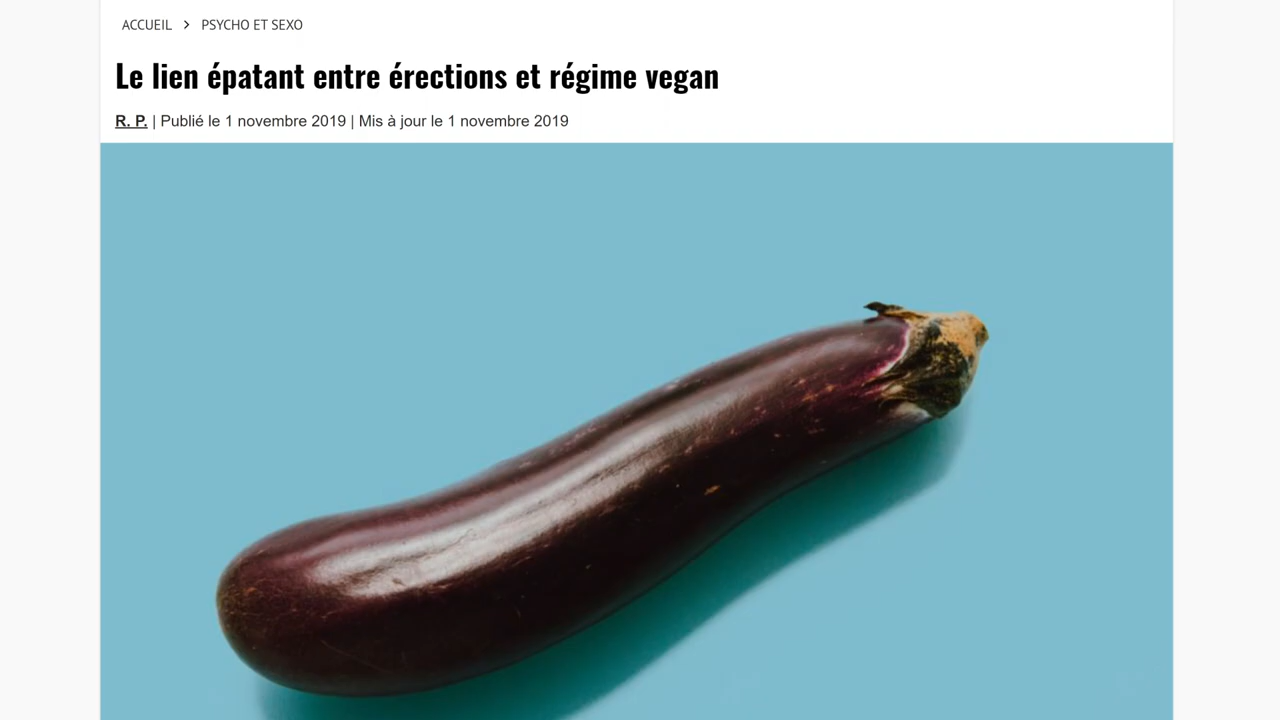 ACCUEIL > PSYCHO ET SEXO
Le lien épatant entre érections et régime vegan
R. P. | Publié le 1 novembre 2019 | Mis à jour le 1 novembre 2019